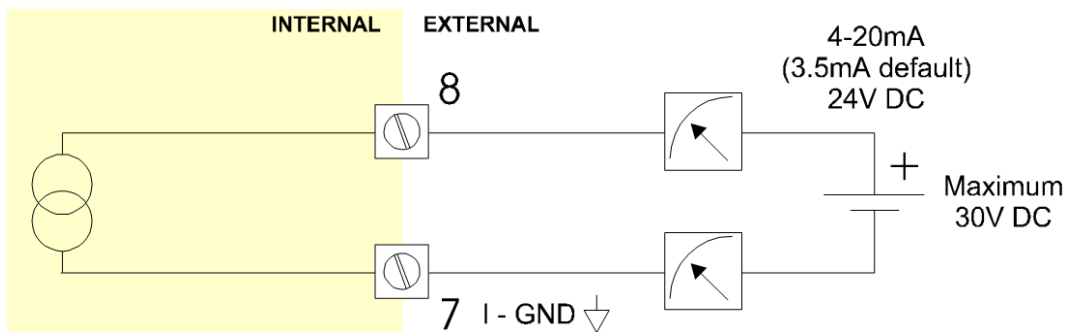 INTERNAL EXTERNAL
8
4-20mA
(3.5mA default)
24V DC
+
Maximum
30V DC
7 I - GND